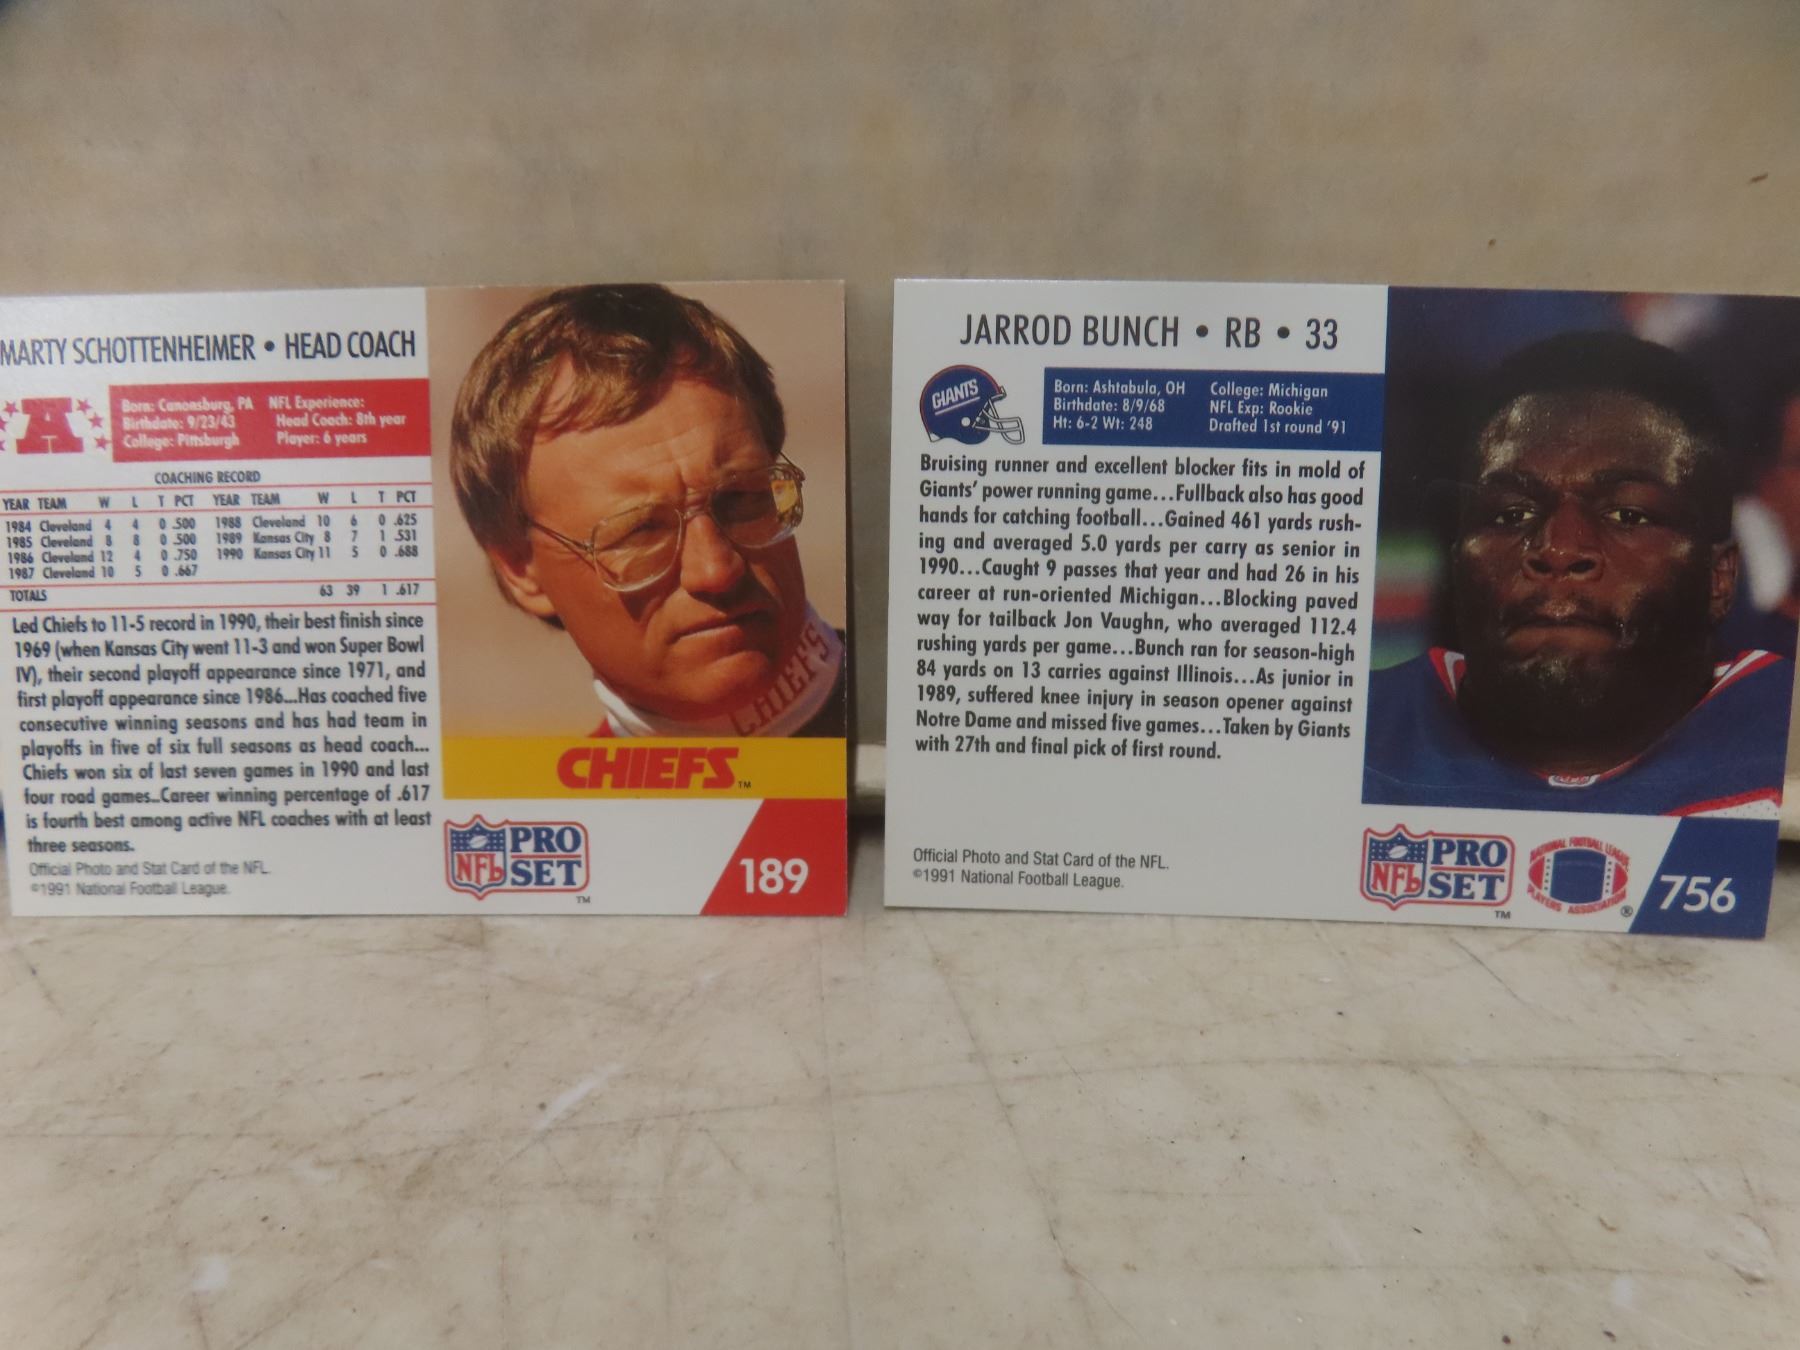 MARTY SCHOTTENHEIMER • HEAD COACH
A
Born: Canonsburg, PA NFL Experience:
Birthdate: 9/23/43 Head Coach: 8th year
College: Pittsburgh Player: 6 years
COACHING RECORD
YEAR TEAM W L T PCT YEAR TEAM W L T PCT
1984 Cleveland 4 4 0 .500 1988 Cleveland 10 6 0 .625
1985 Cleveland 8 8 0 .500 1989 Kansas City 8 7 1 .531
1986 Cleveland 12 4 0 .750 1990 Kansas City 11 5 0 .688
1987 Cleveland 10 5 0 .667
TOTALS 63 39 1 .617
Led Chiefs to 11-5 record in 1990, their best finish since
1969 (when Kansas City went 11-3 and won Super Bowl
IV), their second playoff appearance since 1971, and
first playoff appearance since 1986...Has coached five
consecutive winning seasons and has had team in
playoffs in five of six full seasons as head coach...
Chiefs won six of last seven games in 1990 and last
four road games...Career winning percentage of .617
is fourth best among active NFL coaches with at least
three seasons.
Official Photo and Stat Card of the NFL.
©1991 National Football League.
CHIEFS
CHIEFS™
NFL PRO SET™
189
JARROD BUNCH • RB • 33
GIANTS
Born: Ashtabula, OH College: Michigan
Birthdate: 8/9/68 NFL Exp: Rookie
Ht: 6-2 Wt: 248 Drafted 1st round '91
Bruising runner and excellent blocker fits in mold of
Giants' power running game...Fullback also has good
hands for catching football...Gained 461 yards rush-
ing and averaged 5.0 yards per carry as senior in
1990...Caught 9 passes that year and had 26 in his
career at run-oriented Michigan...Blocking paved
way for tailback Jon Vaughn, who averaged 112.4
rushing yards per game...Bunch ran for season-high
84 yards on 13 carries against Illinois...As junior in
1989, suffered knee injury in season opener against
Notre Dame and missed five games...Taken by Giants
with 27th and final pick of first round.
Official Photo and Stat Card of the NFL.
©1991 National Football League.
NFL PRO SET™
NATIONAL FOOTBALL LEAGUE
PLAYERS ASSOCIATION ®
756